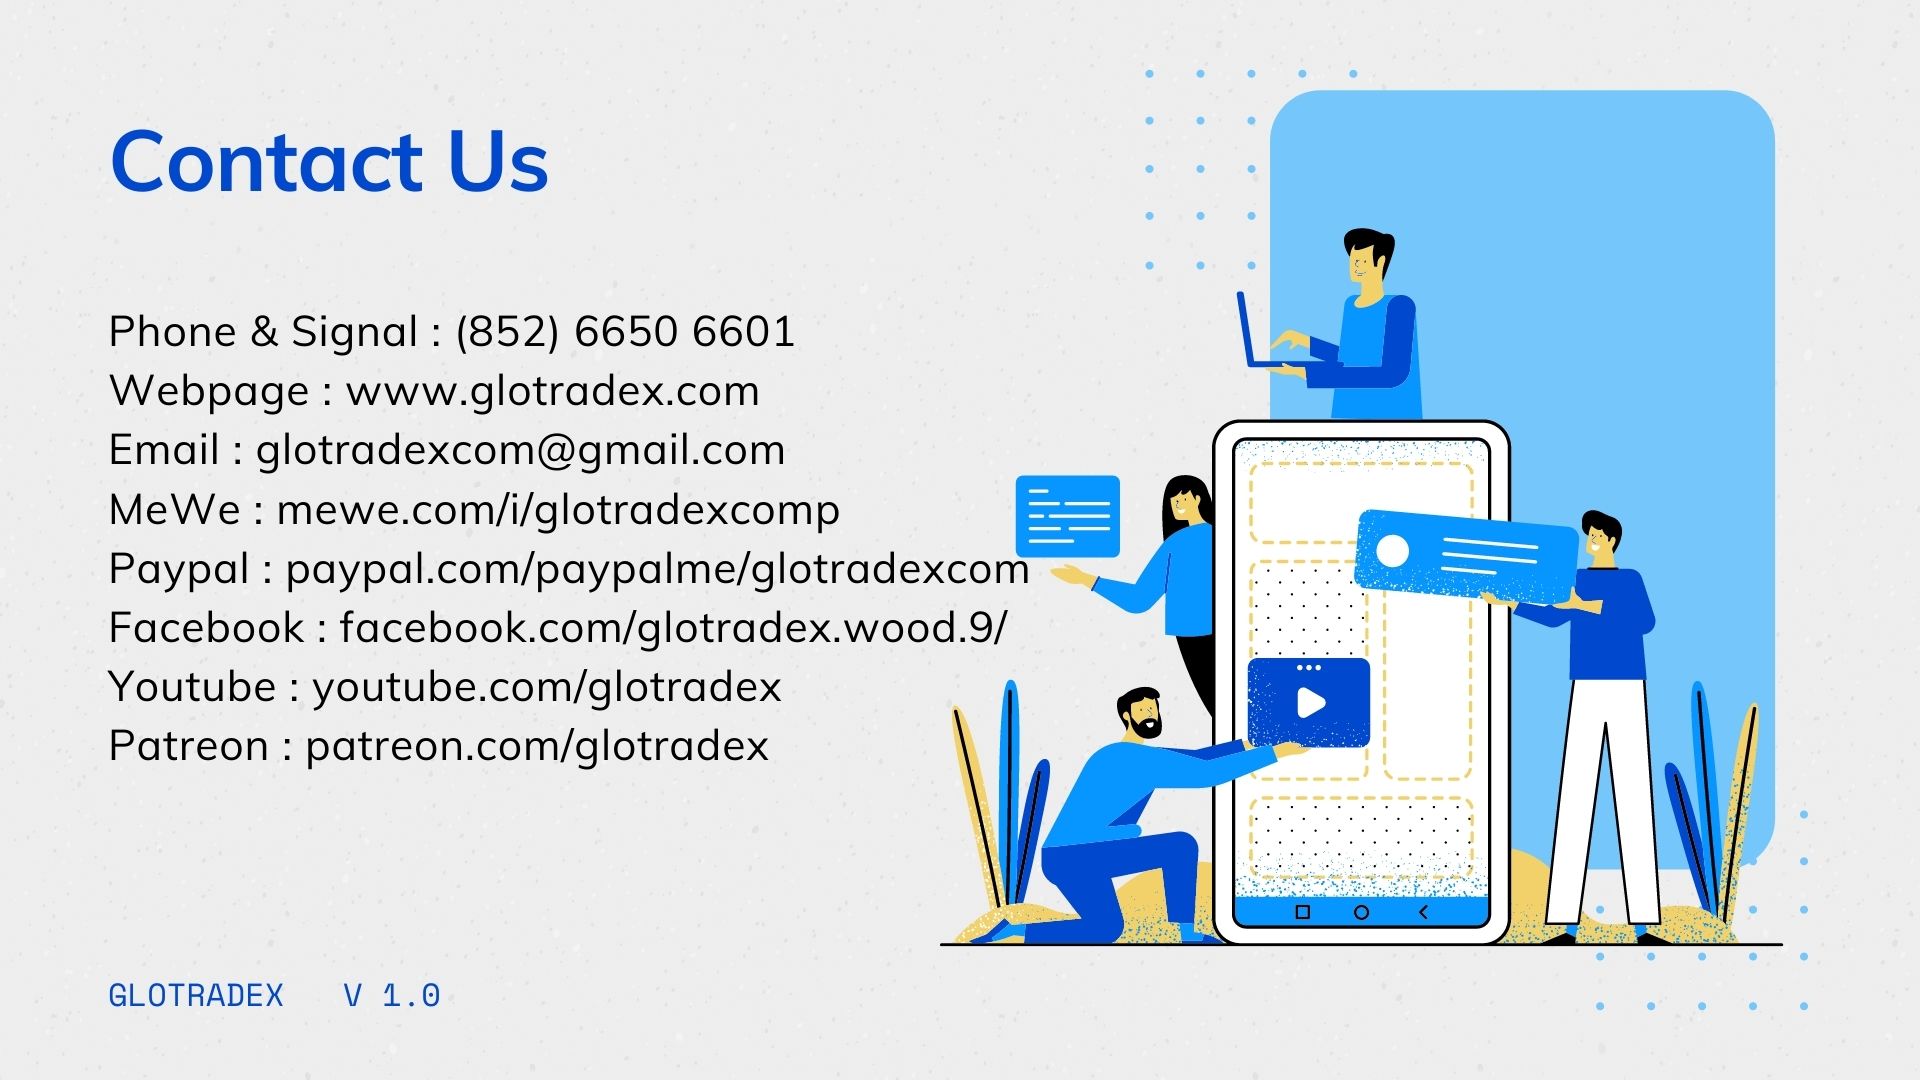 Contact Us
Phone & Signal : (852) 6650 6601
Webpage : www.glotradex.com
Email : glotradexcom@gmail.com
MeWe : mewe.com/i/glotradexcomp
Paypal : paypal.com/paypalme/glotradexcom
Facebook : facebook.com/glotradex.wood.9/
Youtube : youtube.com/glotradex
Patreon : patreon.com/glotradex
GLOTRADEX V 1.0